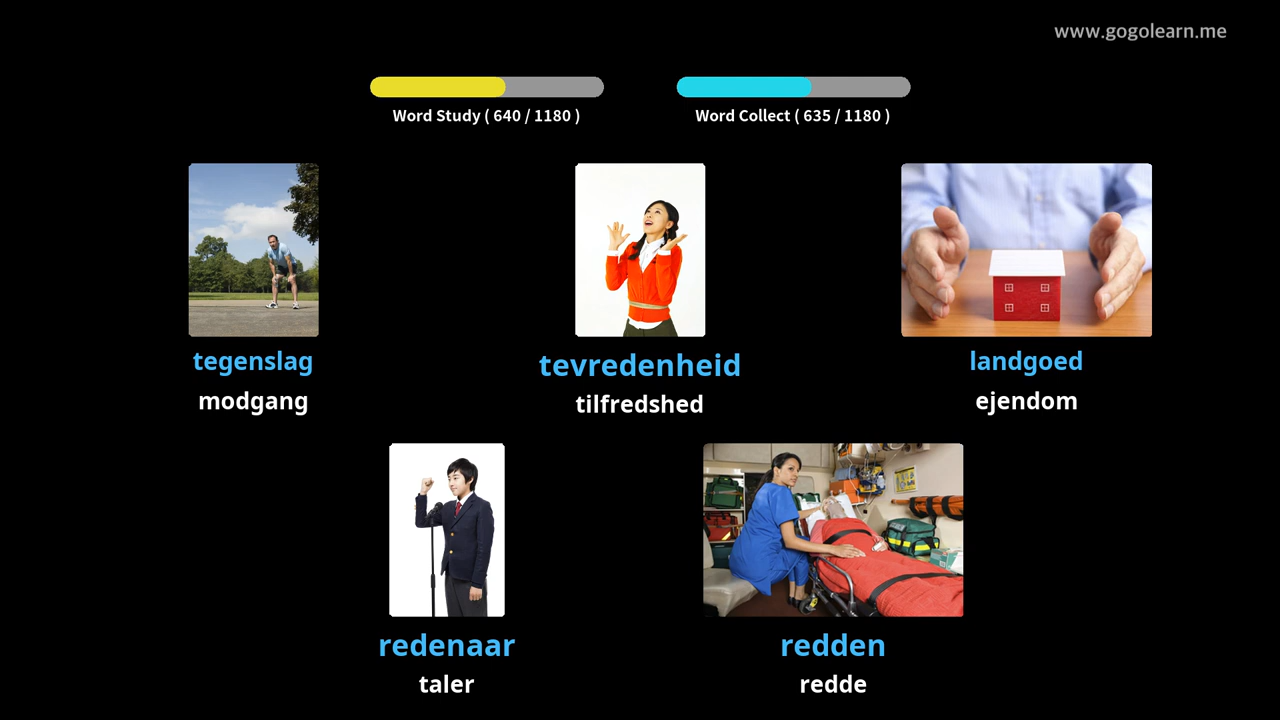 www.gogolearn.me
Word Study ( 640 / 1180 )
Word Collect ( 635 / 1180 )
tegenslag
modgang
tevredenheid
tilfredshed
landgoed
ejendom
redenaar
taler
redden
redde